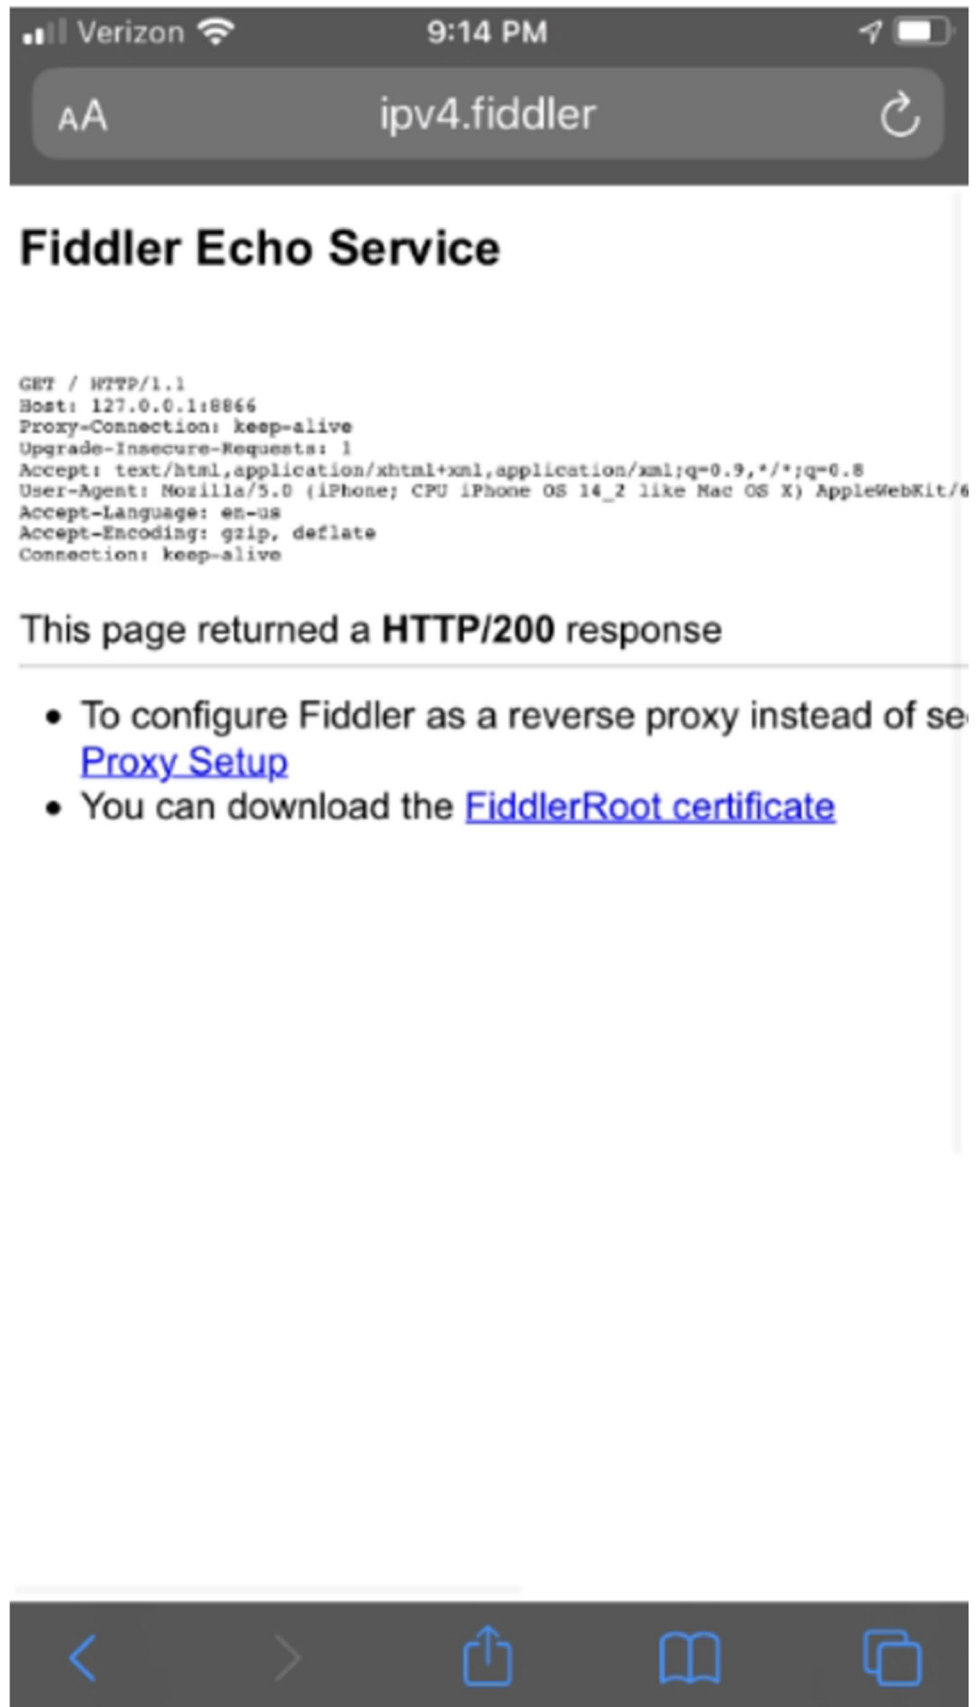 Verizon 9:14 PM
AA ipv4.fiddler
Fiddler Echo Service
GET / HTTP/1.1
Host: 127.0.0.1:8866
Proxy-Connection: keep-alive
Upgrade-Insecure-Requests: 1
Accept: text/html,application/xhtml+xml,application/xml;q=0.9,*/*;q=0.8
User-Agent: Mozilla/5.0 (iPhone; CPU iPhone OS 14_2 like Mac OS X) AppleWebKit/6
Accept-Language: en-us
Accept-Encoding: gzip, deflate
Connection: keep-alive
This page returned a HTTP/200 response
• To configure Fiddler as a reverse proxy instead of se
Proxy Setup
• You can download the FiddlerRoot certificate